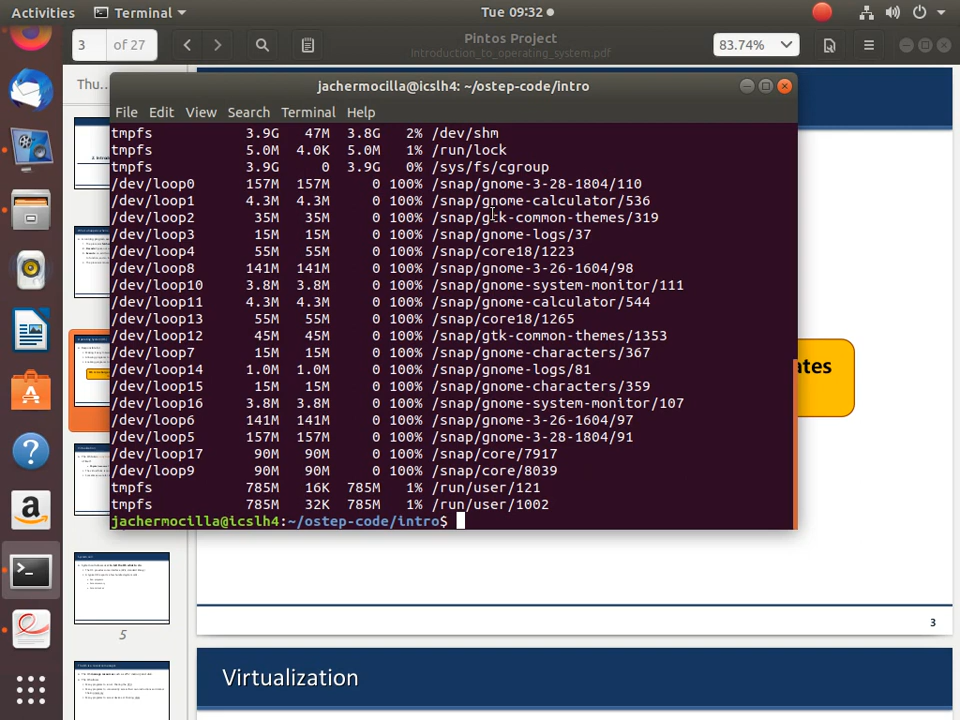 Activities
Terminal
Tue 09:32
3
of 27
Pintos Project
introduction_to_operating_system.pdf
83.74%
Thu…
jachermocilla@icslh4: ~/ostep-code/intro
File Edit View Search Terminal Help
tmpfs 3.9G 47M 3.8G 2% /dev/shm
tmpfs 5.0M 4.0K 5.0M 1% /run/lock
tmpfs 3.9G 0 3.9G 0% /sys/fs/cgroup
/dev/loop0 157M 157M 0 100% /snap/gnome-3-28-1804/110
/dev/loop1 4.3M 4.3M 0 100% /snap/gnome-calculator/536
/dev/loop2 35M 35M 0 100% /snap/gtk-common-themes/319
/dev/loop3 15M 15M 0 100% /snap/gnome-logs/37
/dev/loop4 55M 55M 0 100% /snap/core18/1223
/dev/loop8 141M 141M 0 100% /snap/gnome-3-26-1604/98
/dev/loop10 3.8M 3.8M 0 100% /snap/gnome-system-monitor/111
/dev/loop11 4.3M 4.3M 0 100% /snap/gnome-calculator/544
/dev/loop13 55M 55M 0 100% /snap/core18/1265
/dev/loop12 45M 45M 0 100% /snap/gtk-common-themes/1353
/dev/loop7 15M 15M 0 100% /snap/gnome-characters/367
/dev/loop14 1.0M 1.0M 0 100% /snap/gnome-logs/81
/dev/loop15 15M 15M 0 100% /snap/gnome-characters/359
/dev/loop16 3.8M 3.8M 0 100% /snap/gnome-system-monitor/107
/dev/loop6 141M 141M 0 100% /snap/gnome-3-26-1604/97
/dev/loop5 157M 157M 0 100% /snap/gnome-3-28-1804/91
/dev/loop17 90M 90M 0 100% /snap/core/7917
/dev/loop9 90M 90M 0 100% /snap/core/8039
tmpfs 785M 16K 785M 1% /run/user/121
tmpfs 785M 32K 785M 1% /run/user/1002
jachermocilla@icslh4:~/ostep-code/intro$
ates
3
5
Virtualization